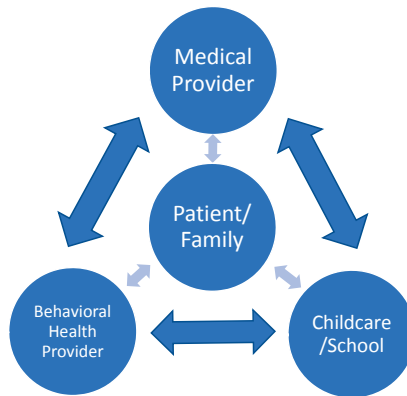 Medical
Provider
Patient/
Family
Behavioral
Health
Provider
Childcare
/School